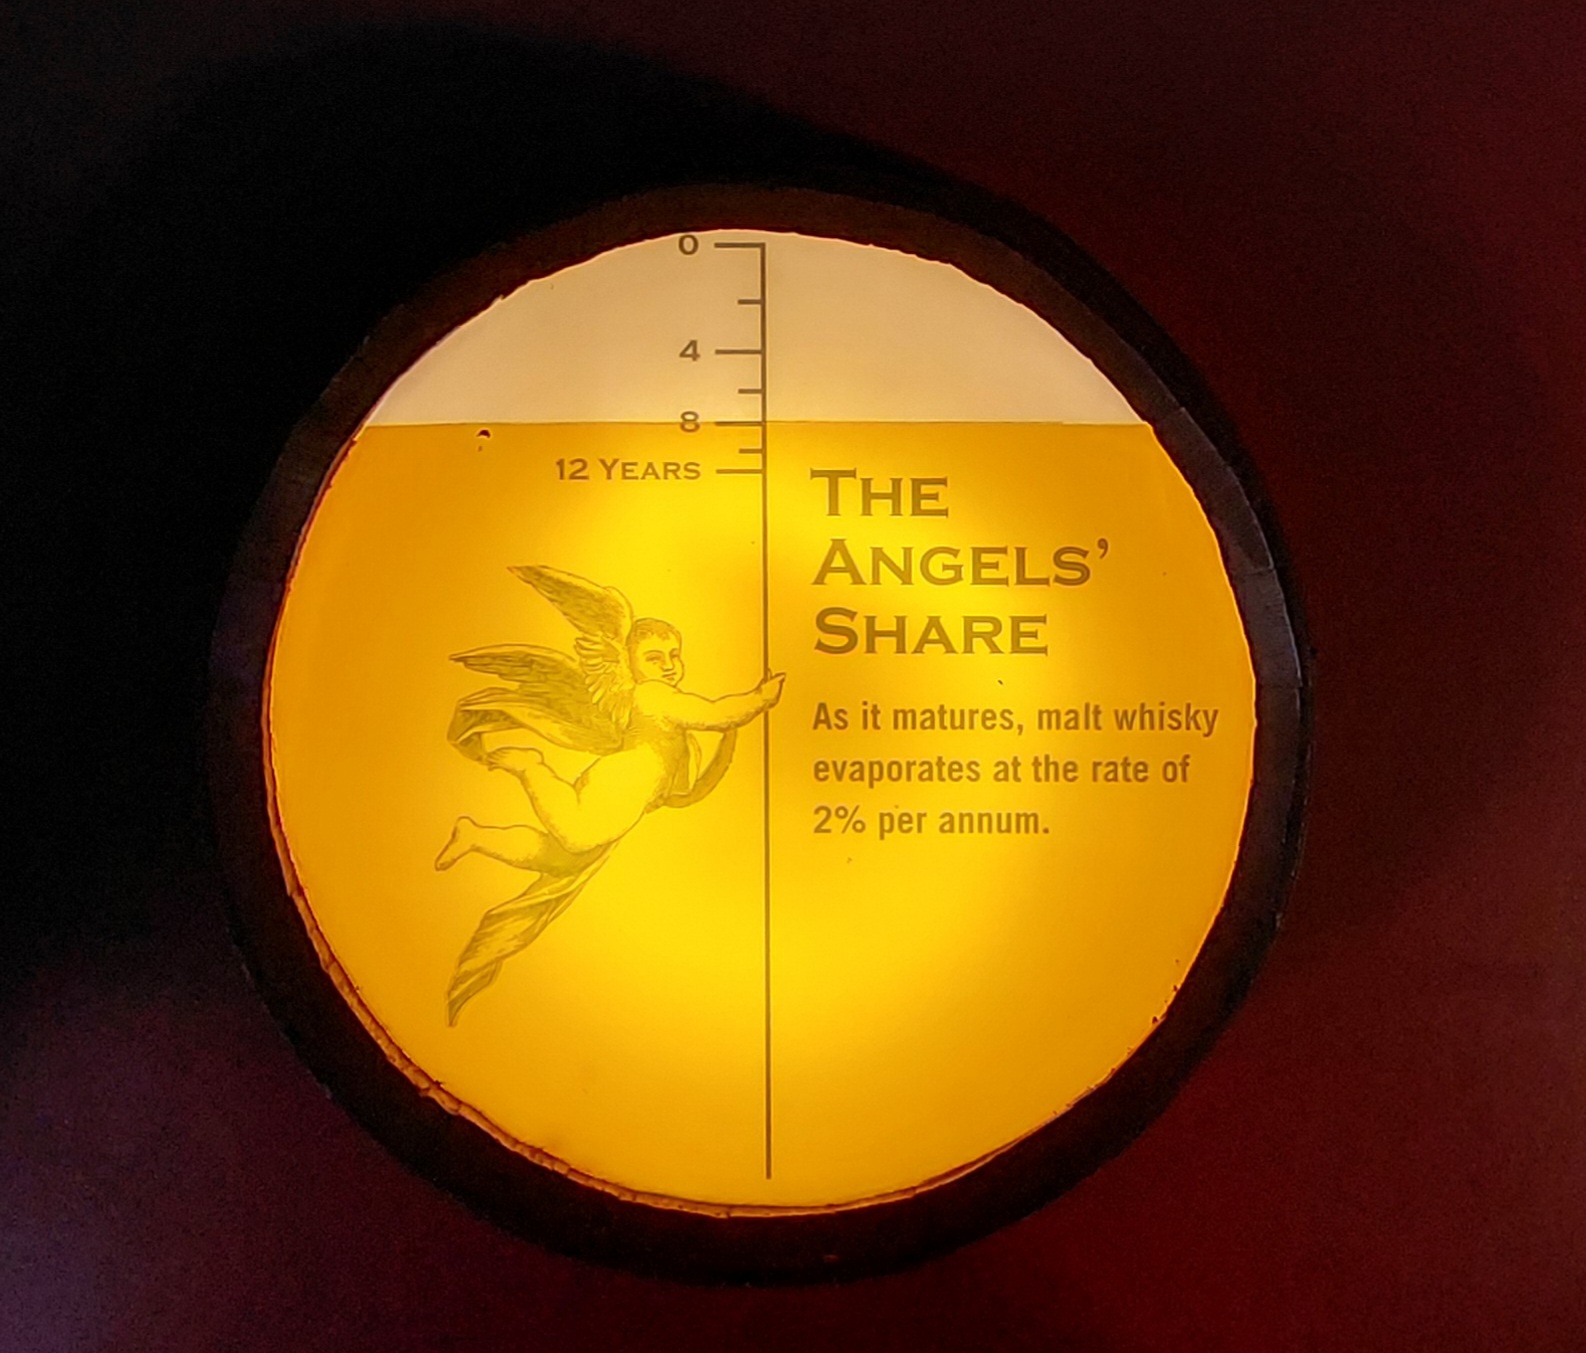 0
4
8
12 YEARS
THE
ANGELS’
SHARE
As it matures, malt whisky
evaporates at the rate of
2% per annum.